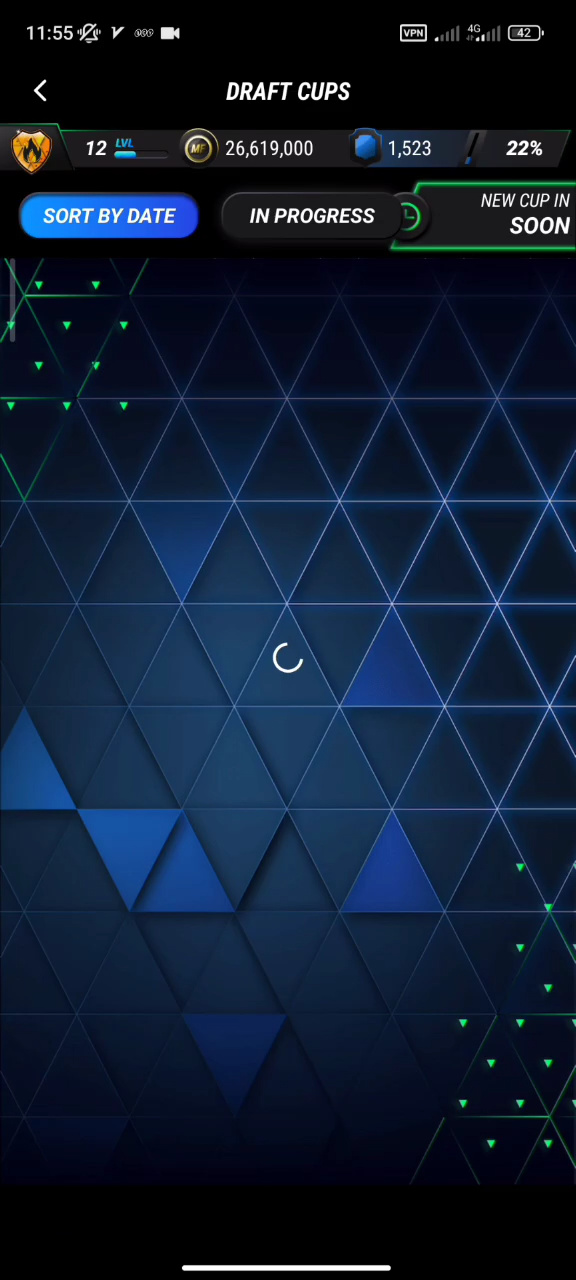 11:55 VPN 4G 42
DRAFT CUPS
12 LVL MF 26,619,000 1,523 22%
SORT BY DATE IN PROGRESS NEW CUP IN
SOON